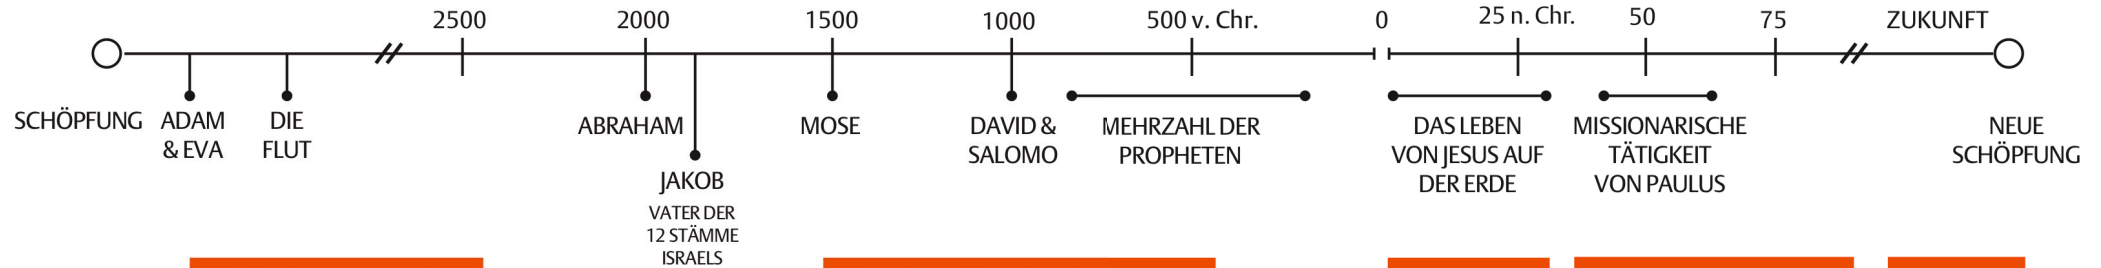 2500 2000 1500 1000 500 v. Chr. 0 25 n. Chr. 50 75 ZUKUNFT
SCHÖPFUNG
ADAM
& EVA
DIE
FLUT
ABRAHAM
JAKOB
VATER DER
12 STÄMME
ISRAELS
MOSE
DAVID &
SALOMO
MEHRZAHL DER
PROPHETEN
DAS LEBEN
VON JESUS AUF
DER ERDE
MISSIONARISCHE
TÄTIGKEIT
VON PAULUS
NEUE
SCHÖPFUNG